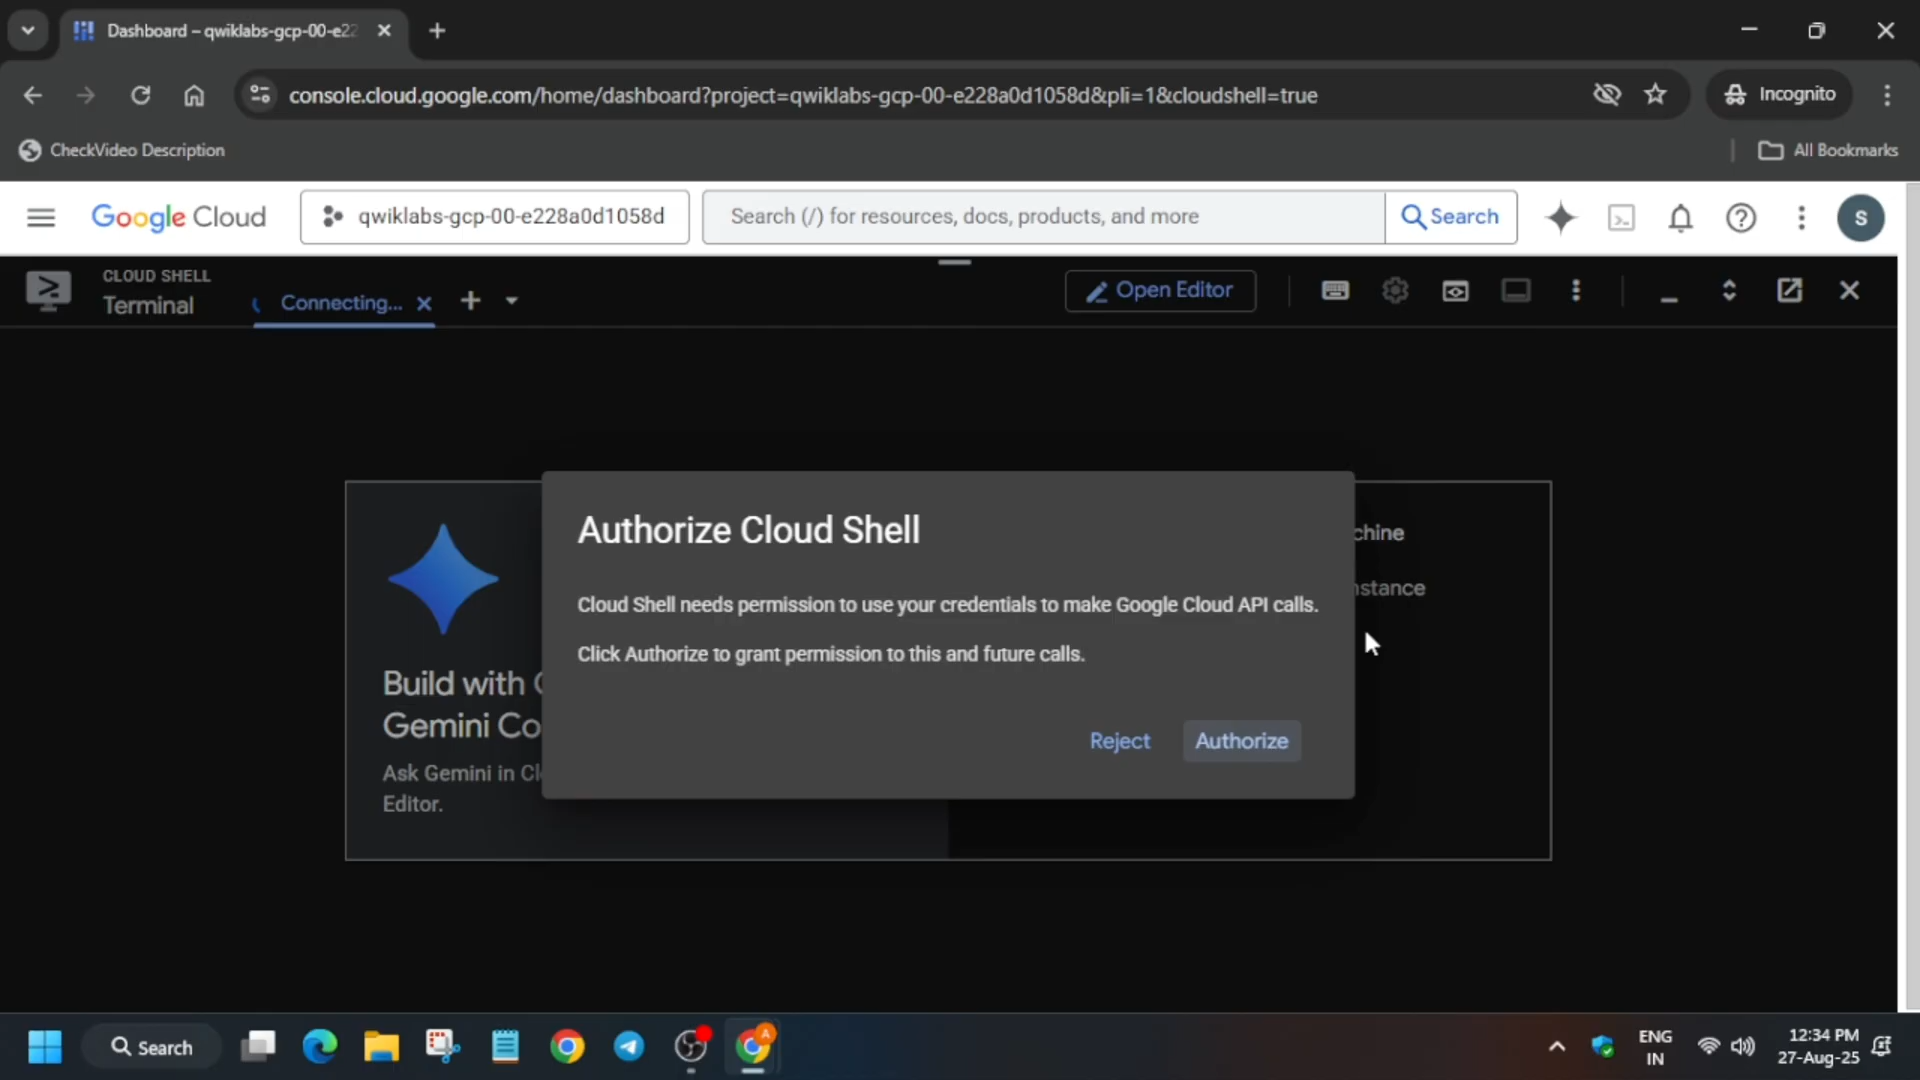 Dashboard – qwiklabs-gcp-00-e22
console.cloud.google.com/home/dashboard?project=qwiklabs-gcp-00-e228a0d1058d&pli=1&cloudshell=true
Incognito
CheckVideo Description
All Bookmarks
Google Cloud
qwiklabs-gcp-00-e228a0d1058d
Search (/) for resources, docs, products, and more
Search
S
CLOUD SHELL
Terminal
Connecting...
Open Editor
Authorize Cloud Shell
chine
Cloud Shell needs permission to use your credentials to make Google Cloud API calls.
nstance
Click Authorize to grant permission to this and future calls.
Build with
Gemini Co
Reject
Authorize
Ask Gemini in Cl
Editor.
Search
A
ENG
IN
12:34 PM
27-Aug-25